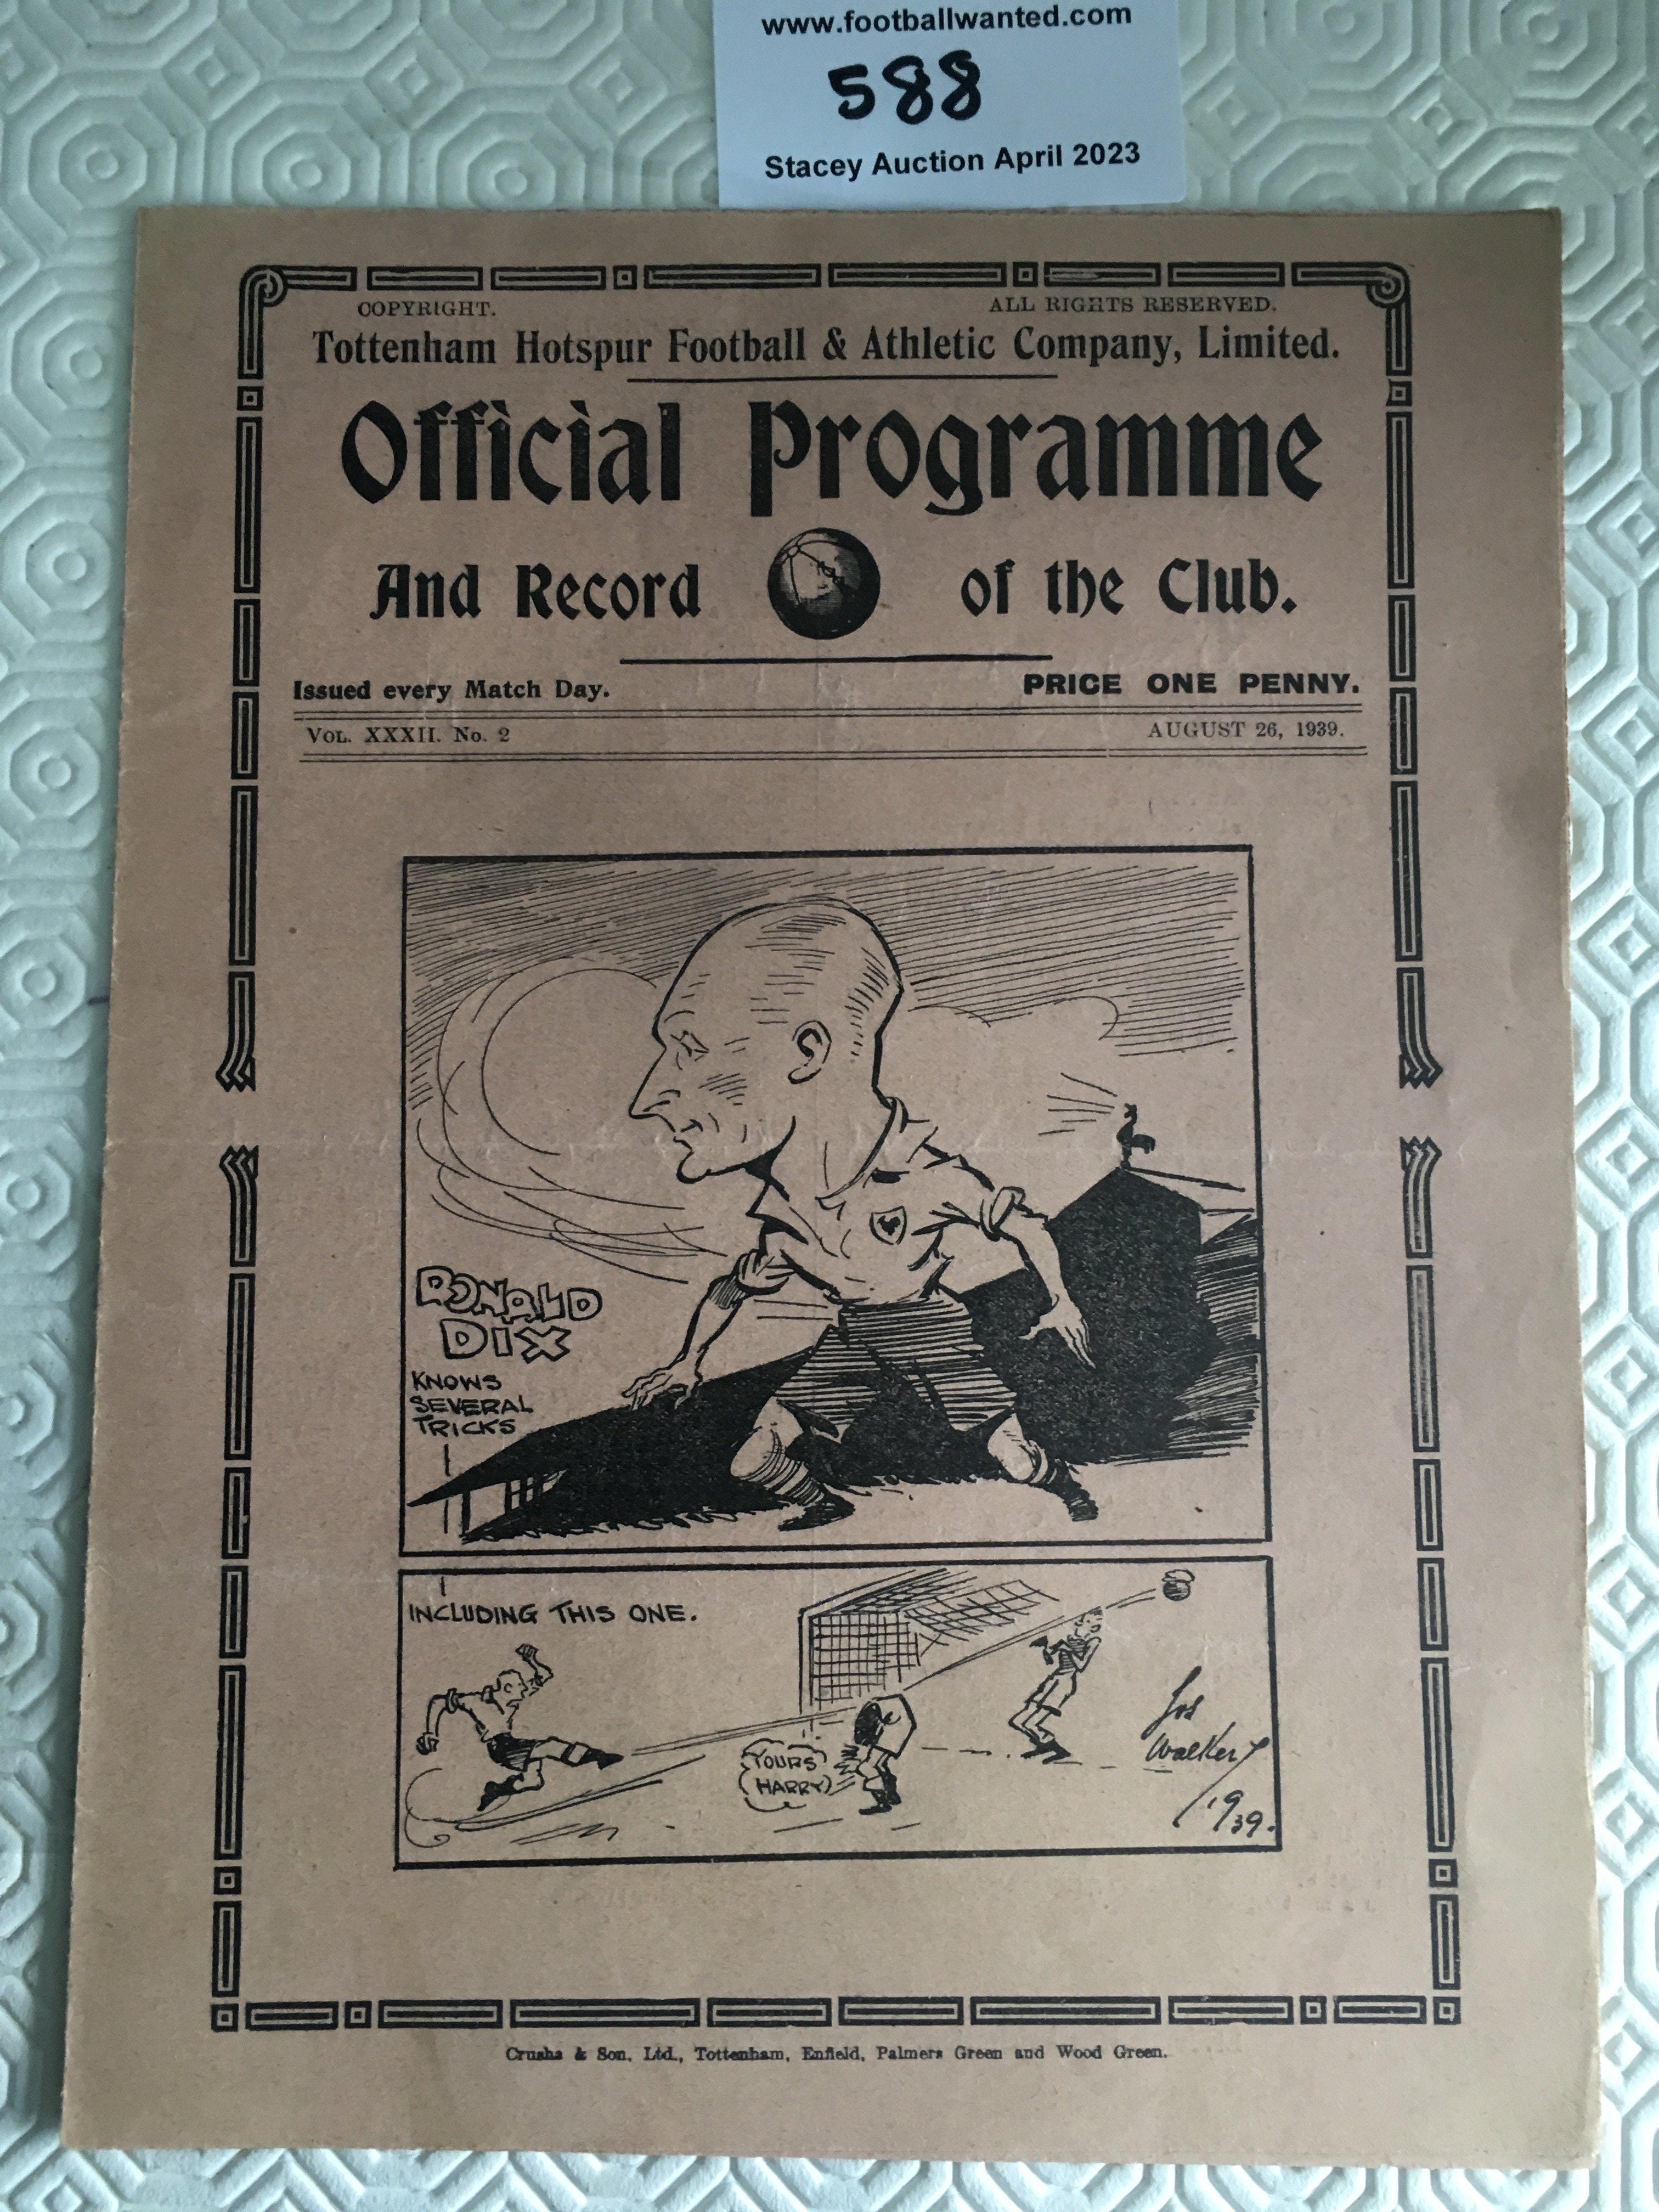 www.footballwanted.com
588
Stacey Auction April 2023
COPYRIGHT. ALL RIGHTS RESERVED.
Tottenham Hotspur Football & Athletic Company, Limited.
Official Programme
And Record of the Club.
Issued every Match Day. PRICE ONE PENNY.
VOL. XXXII. No. 2 AUGUST 26, 1939.
RONALD
DIX
KNOWS
SEVERAL
TRICKS
INCLUDING THIS ONE.
YOURS
HARRY
Jos
Walker
1939.
Crusha & Son, Ltd., Tottenham, Enfield, Palmers Green and Wood Green.